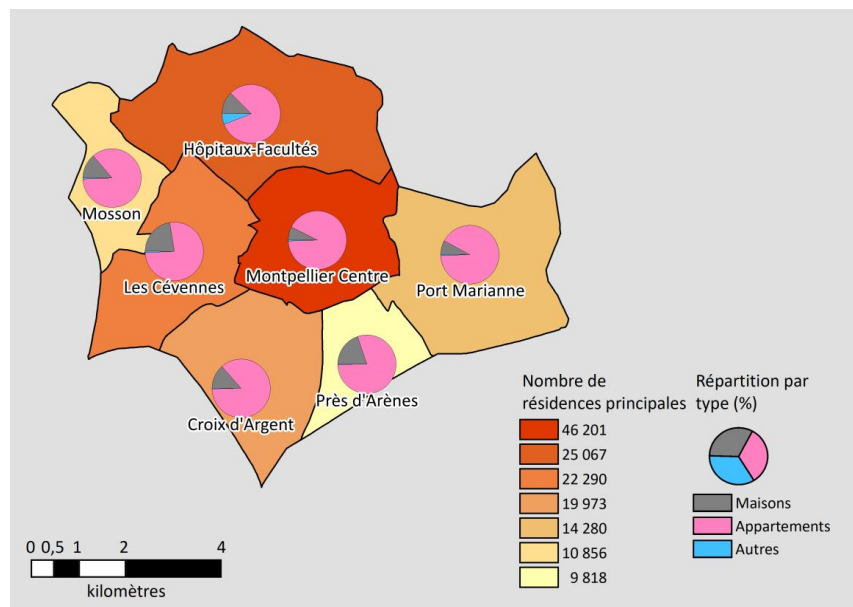 Hôpitaux-Facultés
Mosson
Les Cévennes
Montpellier Centre
Port Marianne
Croix d'Argent
Près d'Arènes
Nombre de
résidences principales
46 201
25 067
22 290
19 973
14 280
10 856
9 818
Répartition par
type (%)
Maisons
Appartements
Autres
0 0,5 1 2 4
kilomètres